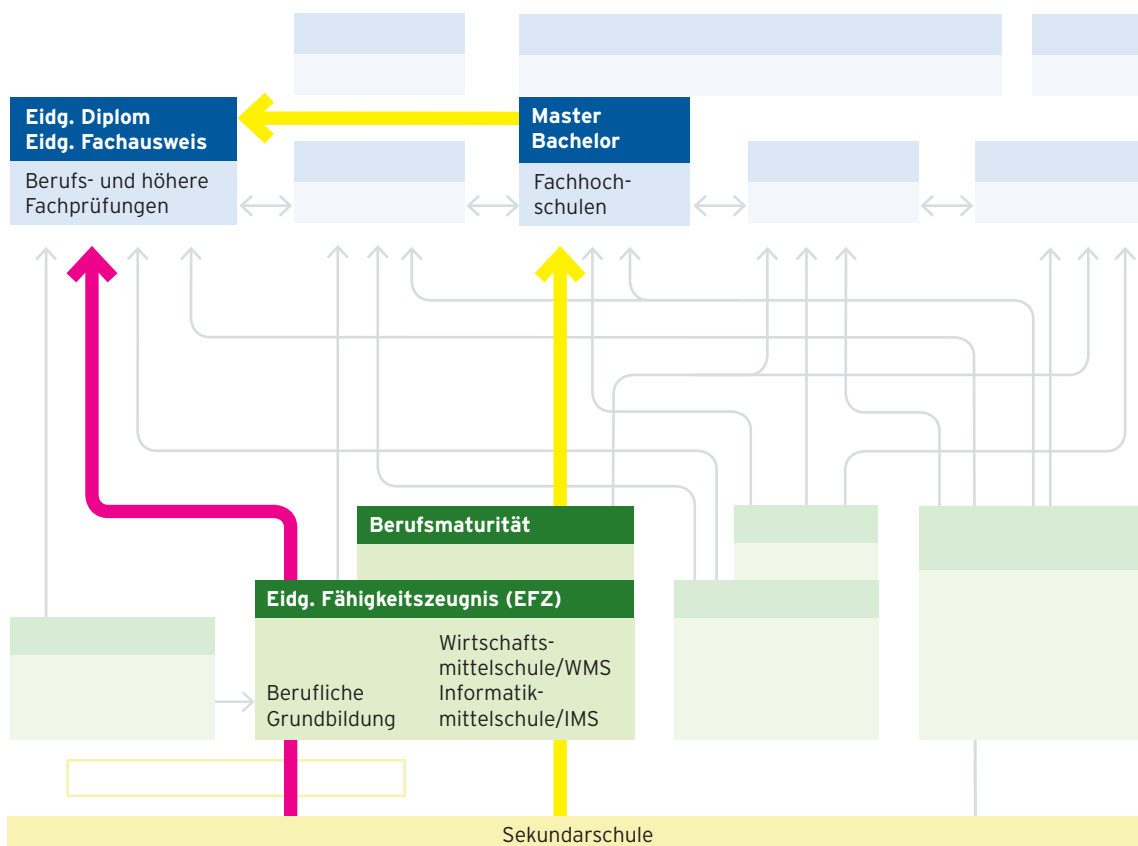 Eidg. Diplom
Eidg. Fachausweis
Berufs- und höhere
Fachprüfungen
Master
Bachelor
Fachhoch-
schulen
Berufsmaturität
Eidg. Fähigkeitszeugnis (EFZ)
Berufliche
Grundbildung
Wirtschafts-
mittelschule/WMS
Informatik-
mittelschule/IMS
Sekundarschule